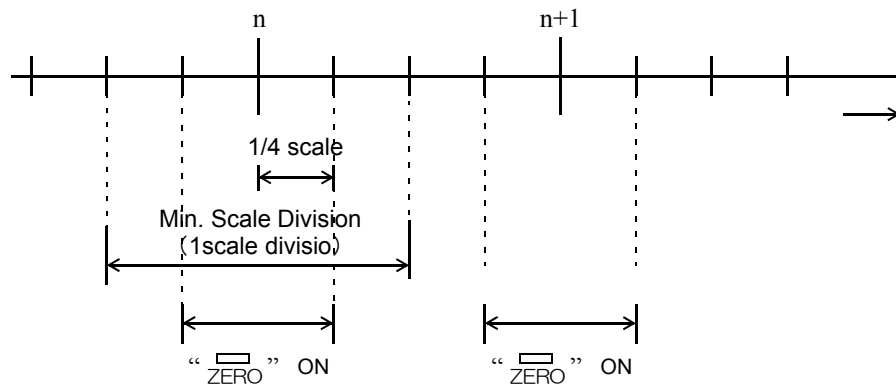 n n+1
1/4 scale
Min. Scale Division
（1scale divisio）
“ ZERO ” ON “ ZERO ” ON